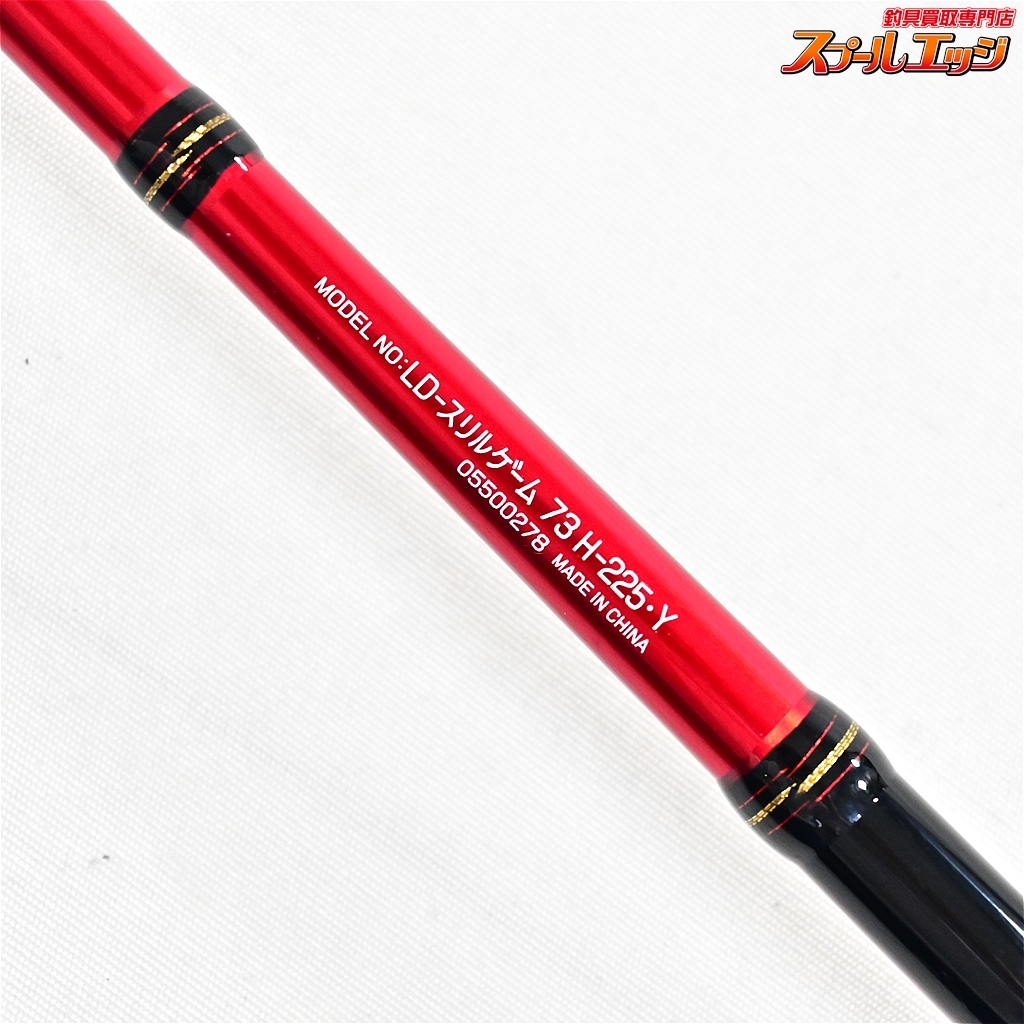 釣具買取専門店
スプールエッジ
MODEL NO:LD-スリルゲーム 73 H-225・Y
05500278 MADE IN CHINA